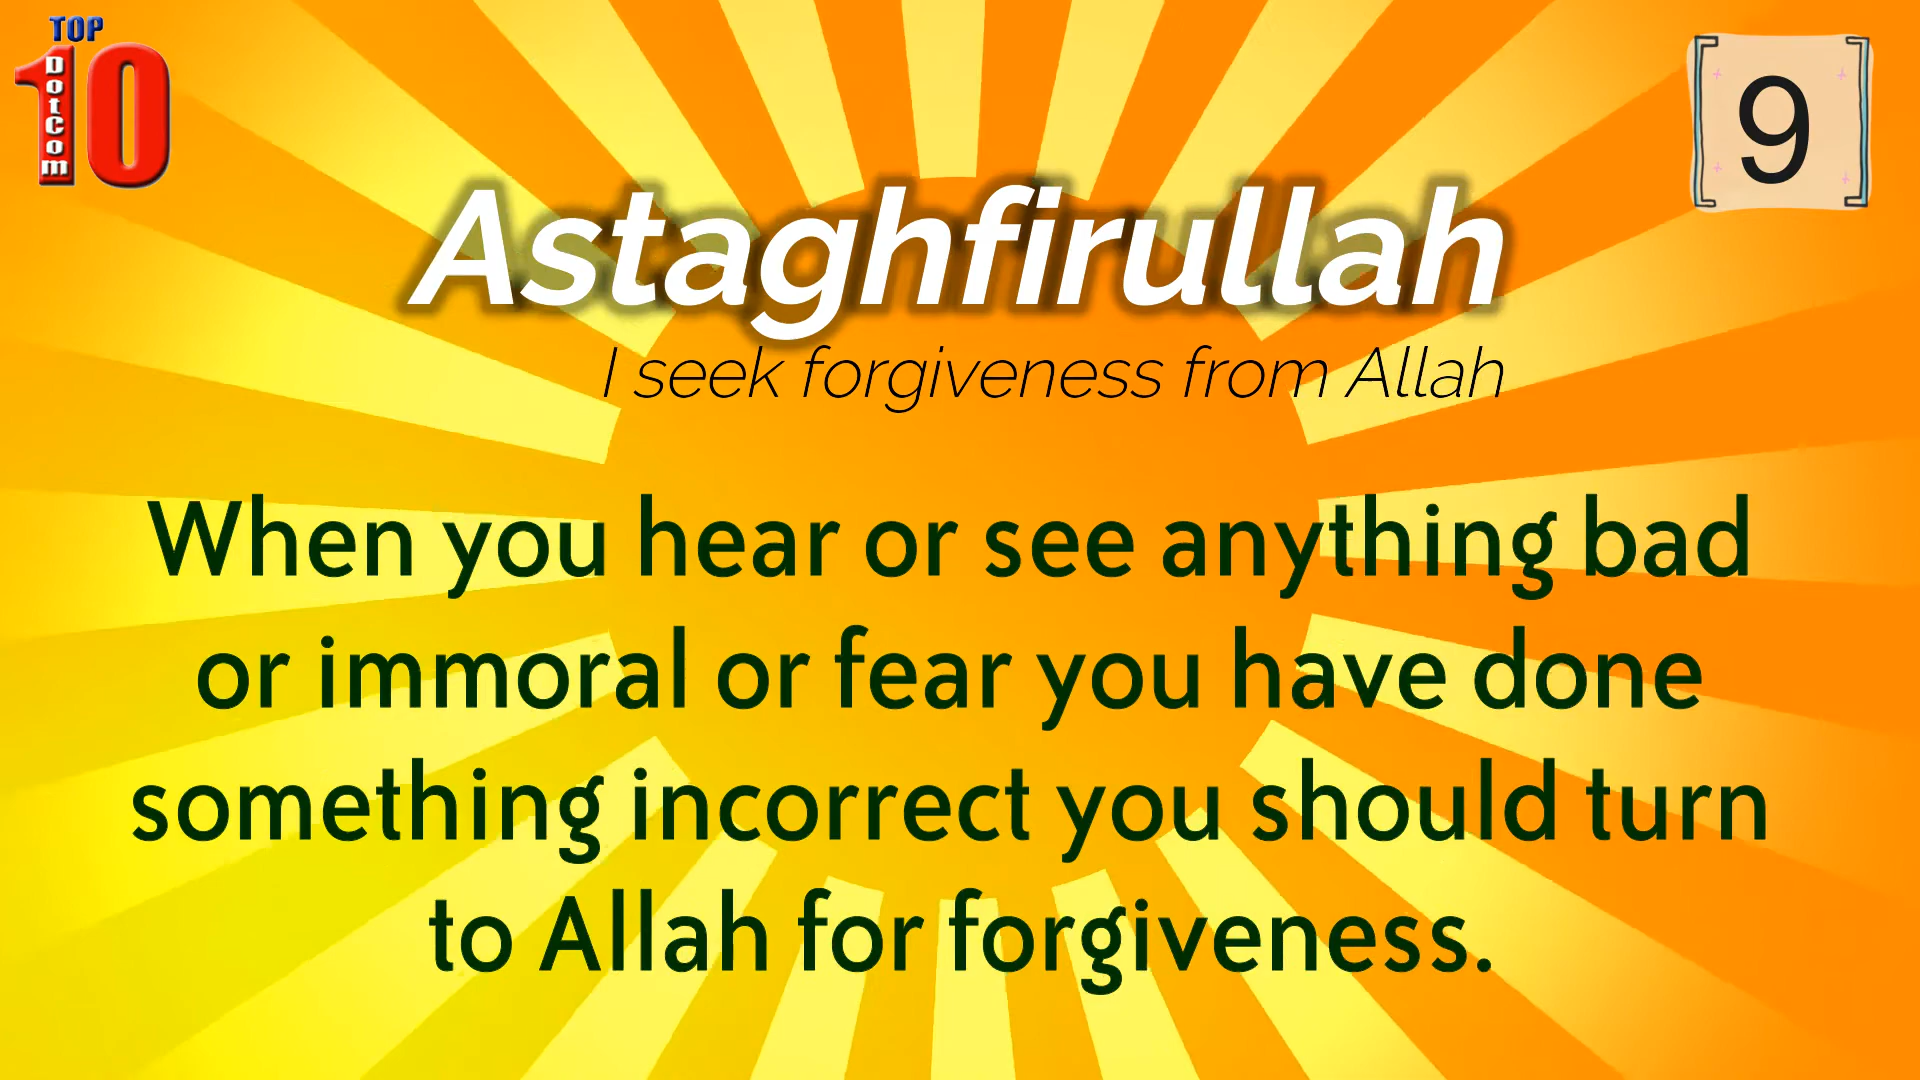 TOP
10
DotCom
9
Astaghfirullah
I seek forgiveness from Allah
When you hear or see anything bad
or immoral or fear you have done
something incorrect you should turn
to Allah for forgiveness.